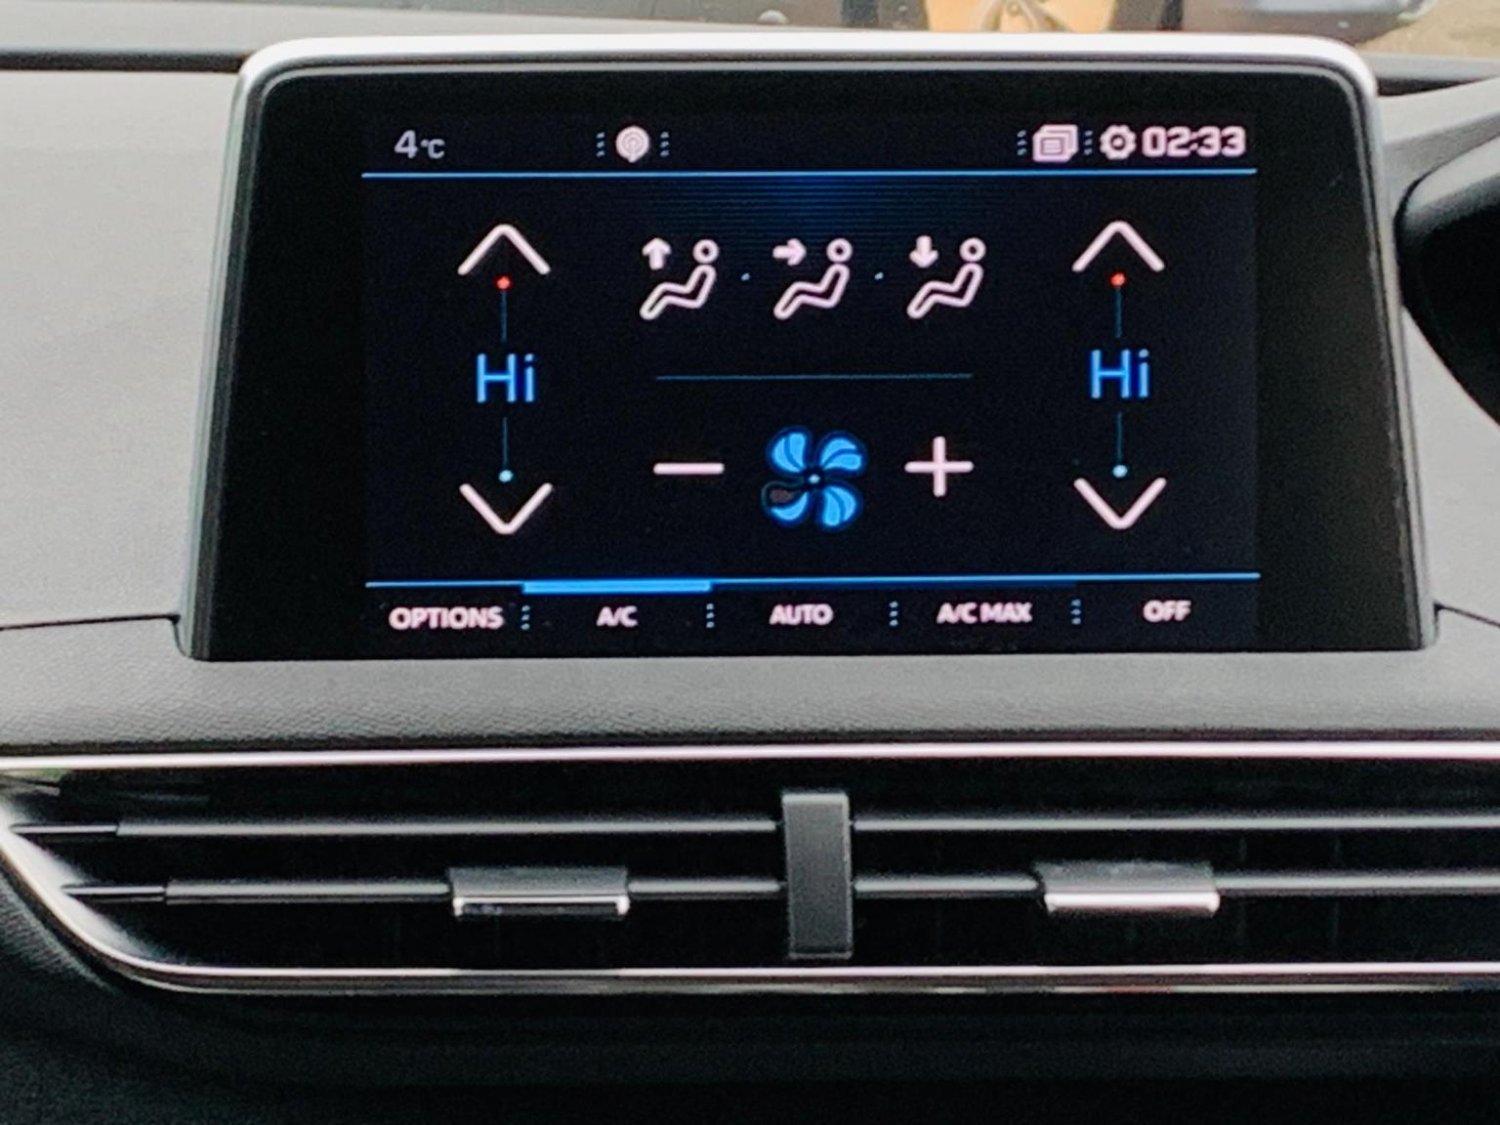 4°C 02:33
Hi Hi
OPTIONS A/C AUTO A/C MAX OFF